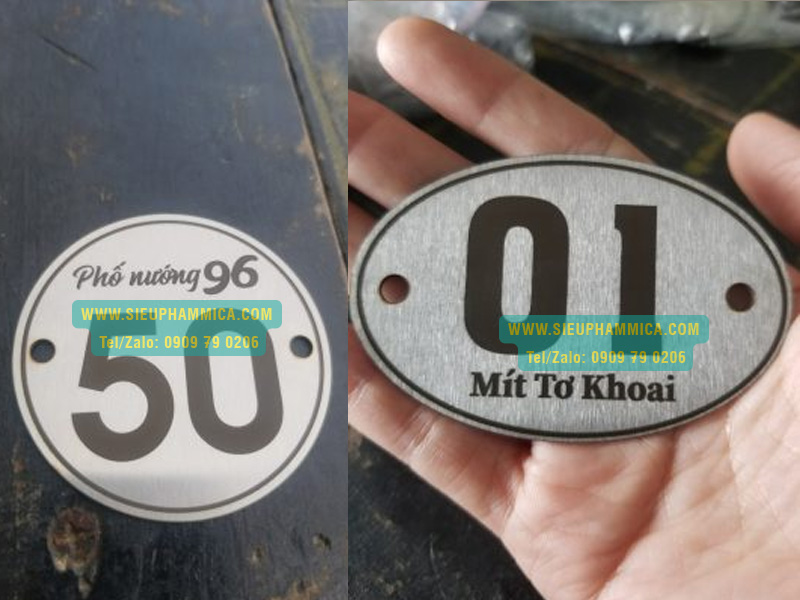 Phố nướng 96
WWW.SIEUPHAMMICA.COM
Tel/Zalo: 0909 79 0206
50
01
WWW.SIEUPHAMMICA.COM
Tel/Zalo: 0909 79 0206
Mít Tơ Khoai